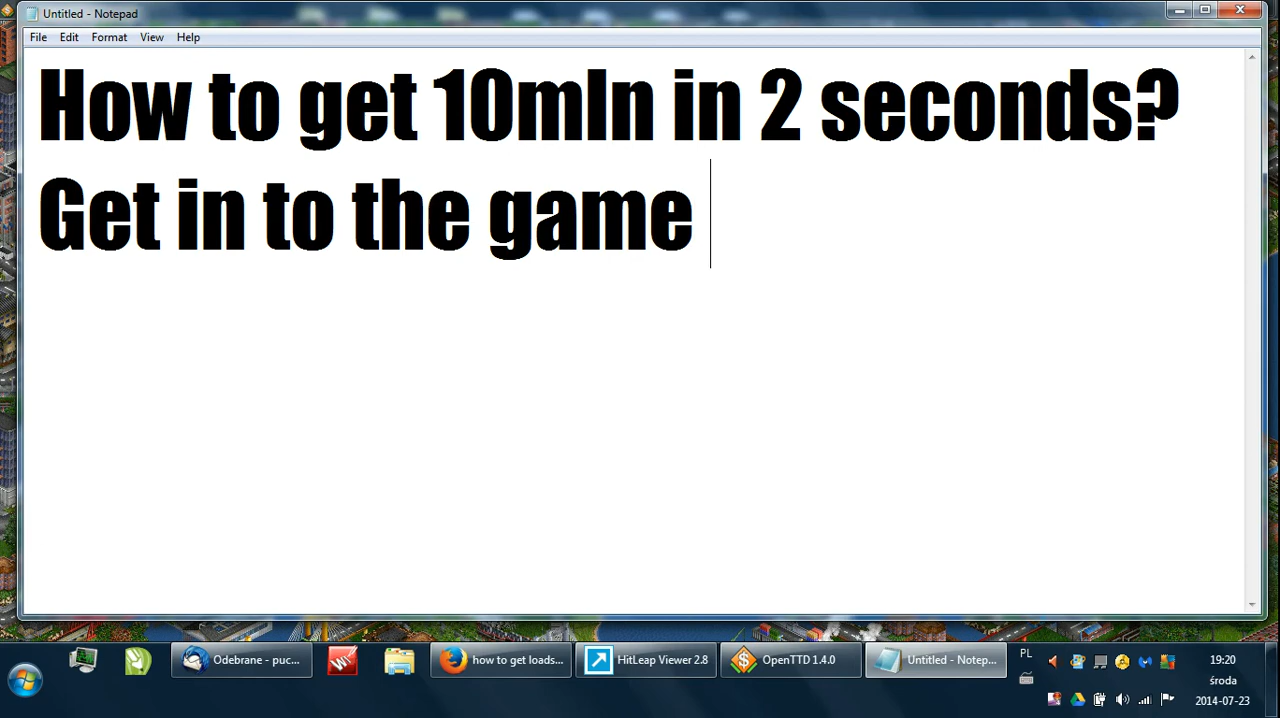 Untitled - Notepad
File Edit Format View Help
How to get 10mln in 2 seconds?
Get in to the game
Odebrane - puc...
how to get loads...
HitLeap Viewer 2.8
OpenTTD 1.4.0
Untitled - Notep...
PL
19:20
środa
2014-07-23